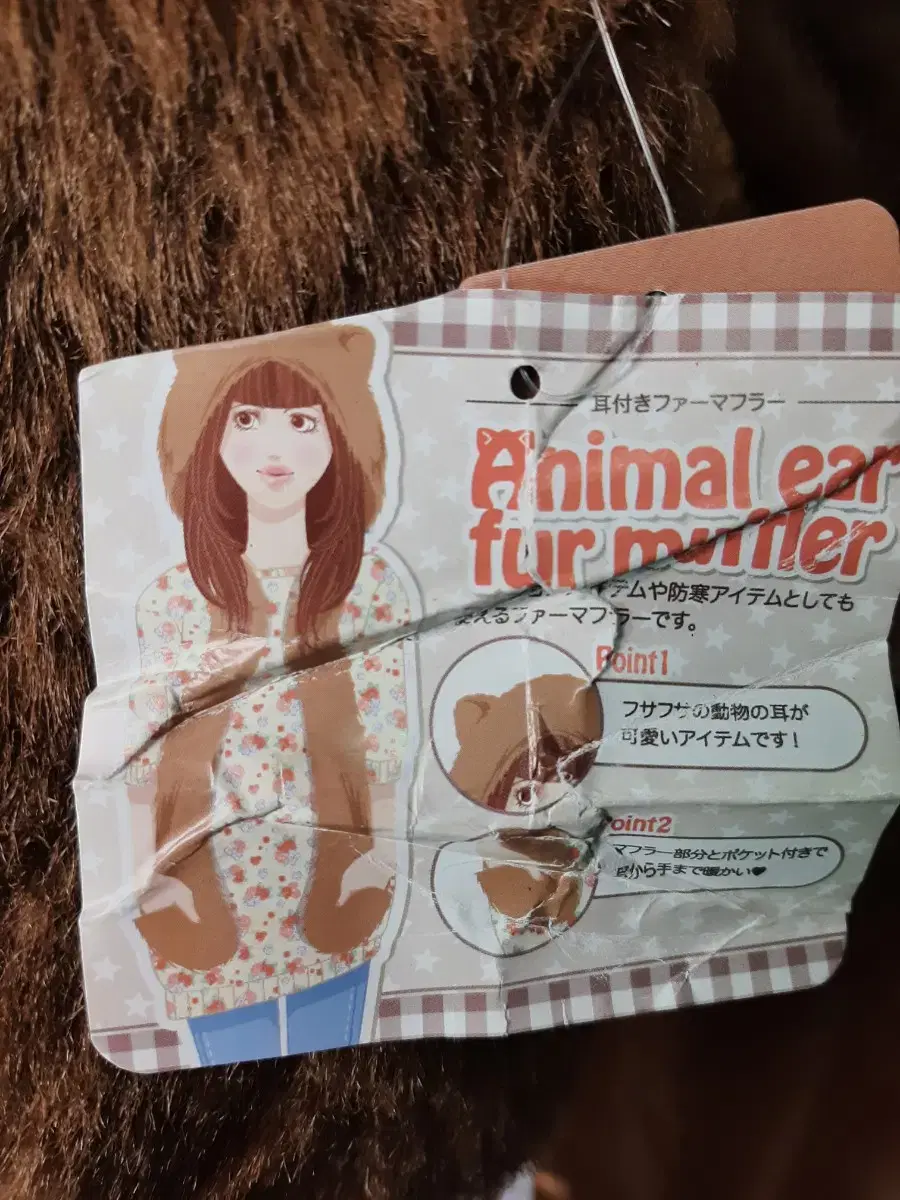 耳付きファーマフラー
Animal ear
fur muffler
テムや防寒アイテムとしても
えるファーマフラーです。
Point1
フサフサの動物の耳が
可愛いアイテムです!
oint2
マフラー部分とポケット付きで
から手まで暖かい♥